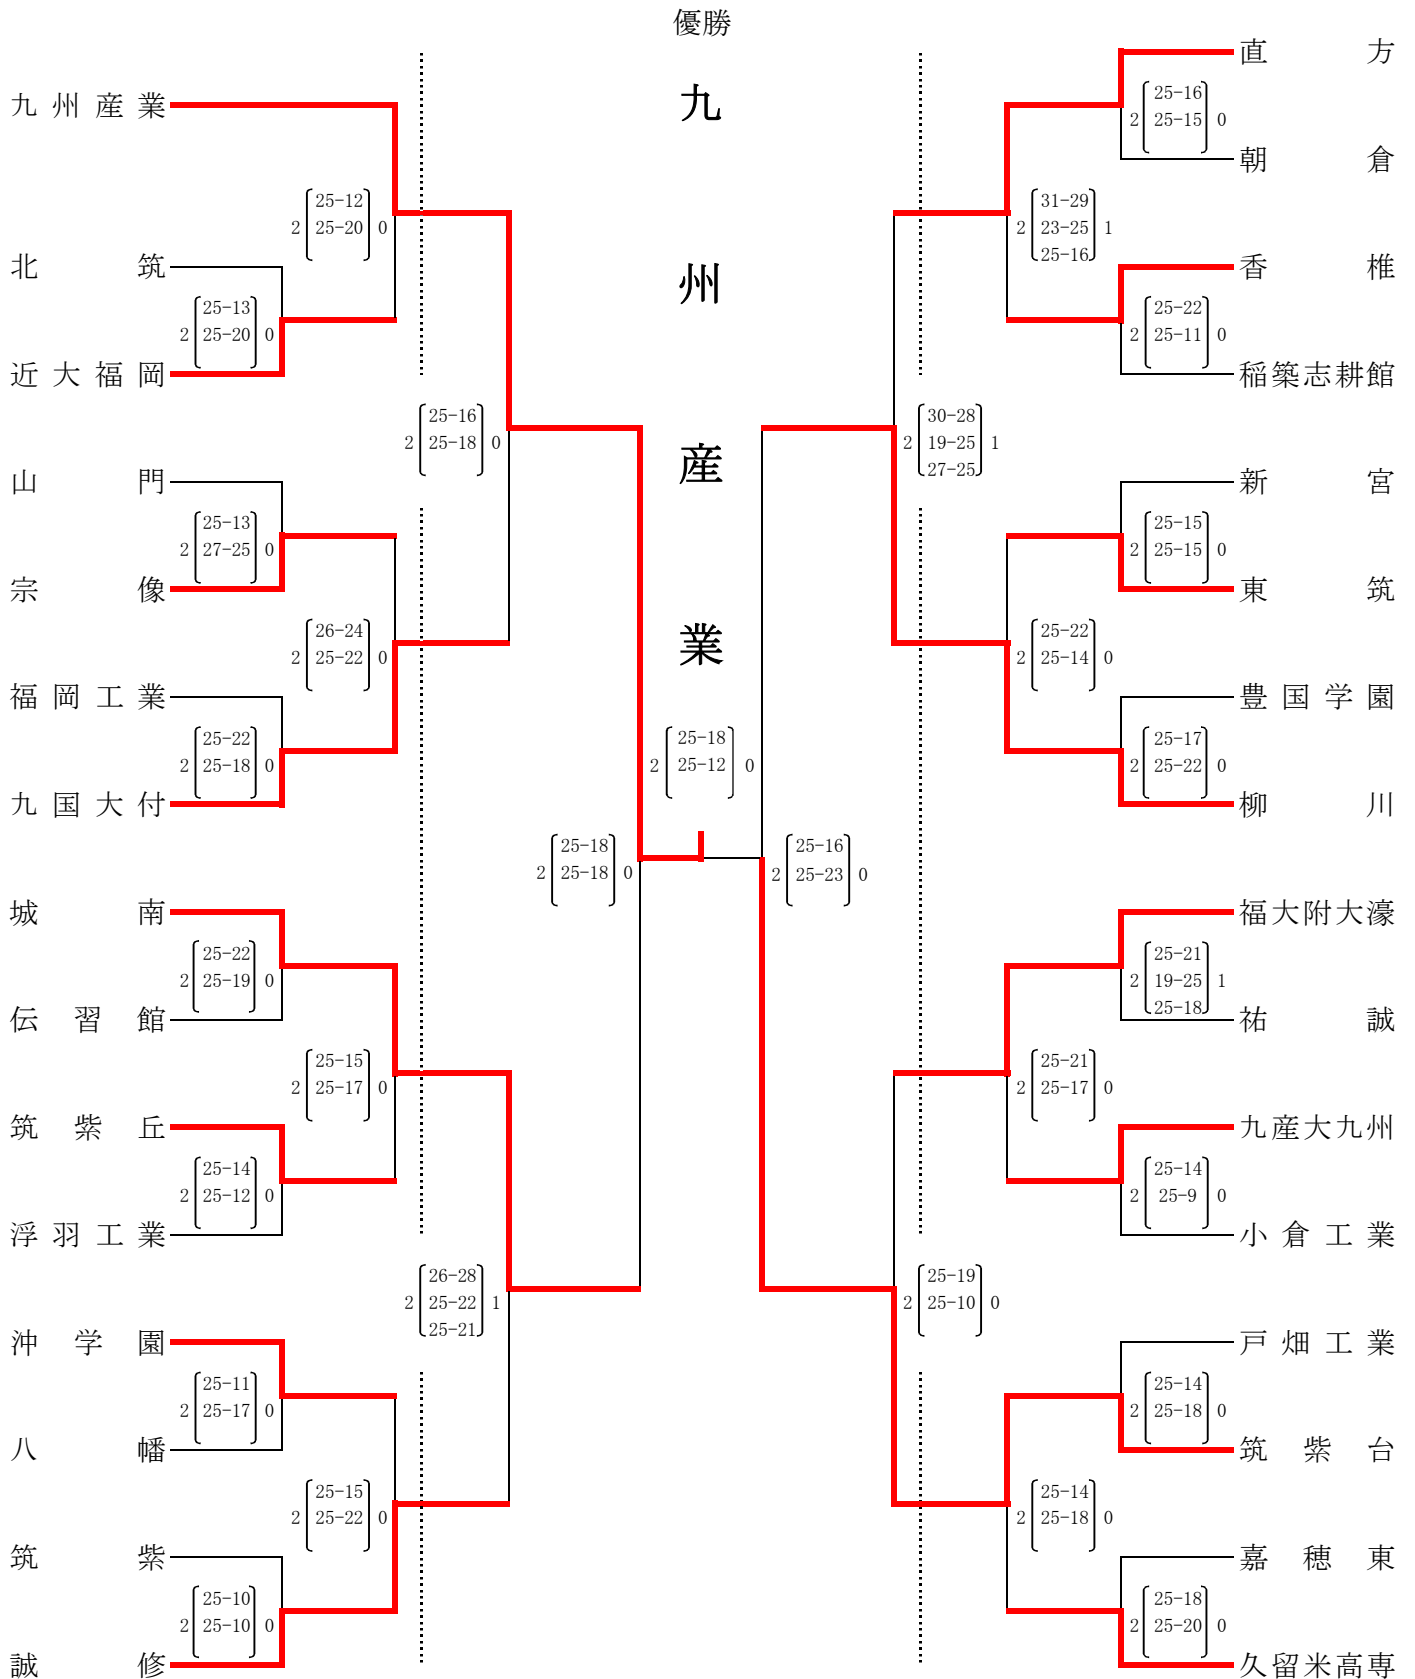 優勝
九州産業
九州産業
2 25-12 0
25-20
北筑
2 25-13 0
25-20
近大福岡
2 25-16 0
25-18
山門
2 25-13 0
27-25
宗像
2 26-24 0
25-22
福岡工業
2 25-22 0
25-18
九国大付
2 25-18 0
25-18
城南
2 25-22 0
25-19
伝習館
2 25-15 0
25-17
筑紫丘
2 25-14 0
25-12
浮羽工業
2 26-28 1
25-22
25-21
沖学園
2 25-11 0
25-17
八幡
2 25-15 0
25-22
筑紫
2 25-10 0
25-10
誠修
2 25-18 0
25-12
直方
2 25-16 0
25-15
朝倉
2 31-29 1
23-25
25-16
香椎
2 25-22 0
25-11
稲築志耕館
2 30-28 1
19-25
27-25
新宮
2 25-15 0
25-15
東筑
2 25-22 0
25-14
豊国学園
2 25-17 0
25-22
柳川
2 25-16 0
25-23
福大附大濠
2 25-21 1
19-25
25-18
祐誠
2 25-21 0
25-17
九産大九州
2 25-14 0
25-9
小倉工業
2 25-19 0
25-10
戸畑工業
2 25-14 0
25-18
筑紫台
2 25-14 0
25-18
嘉穂東
2 25-18 0
25-20
久留米高専